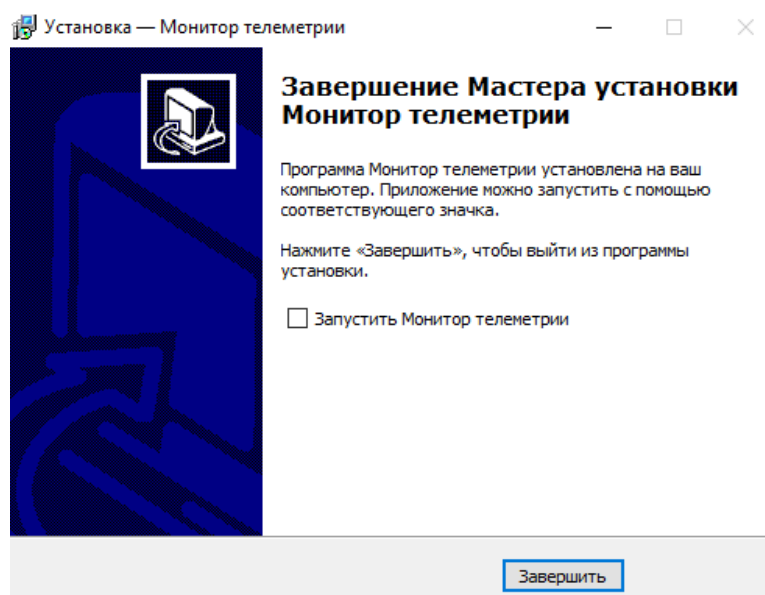 Установка — Монитор телеметрии
Завершение Мастера установки
Монитор телеметрии
Программа Монитор телеметрии установлена на ваш
компьютер. Приложение можно запустить с помощью
соответствующего значка.
Нажмите «Завершить», чтобы выйти из программы
установки.
Запустить Монитор телеметрии
Завершить